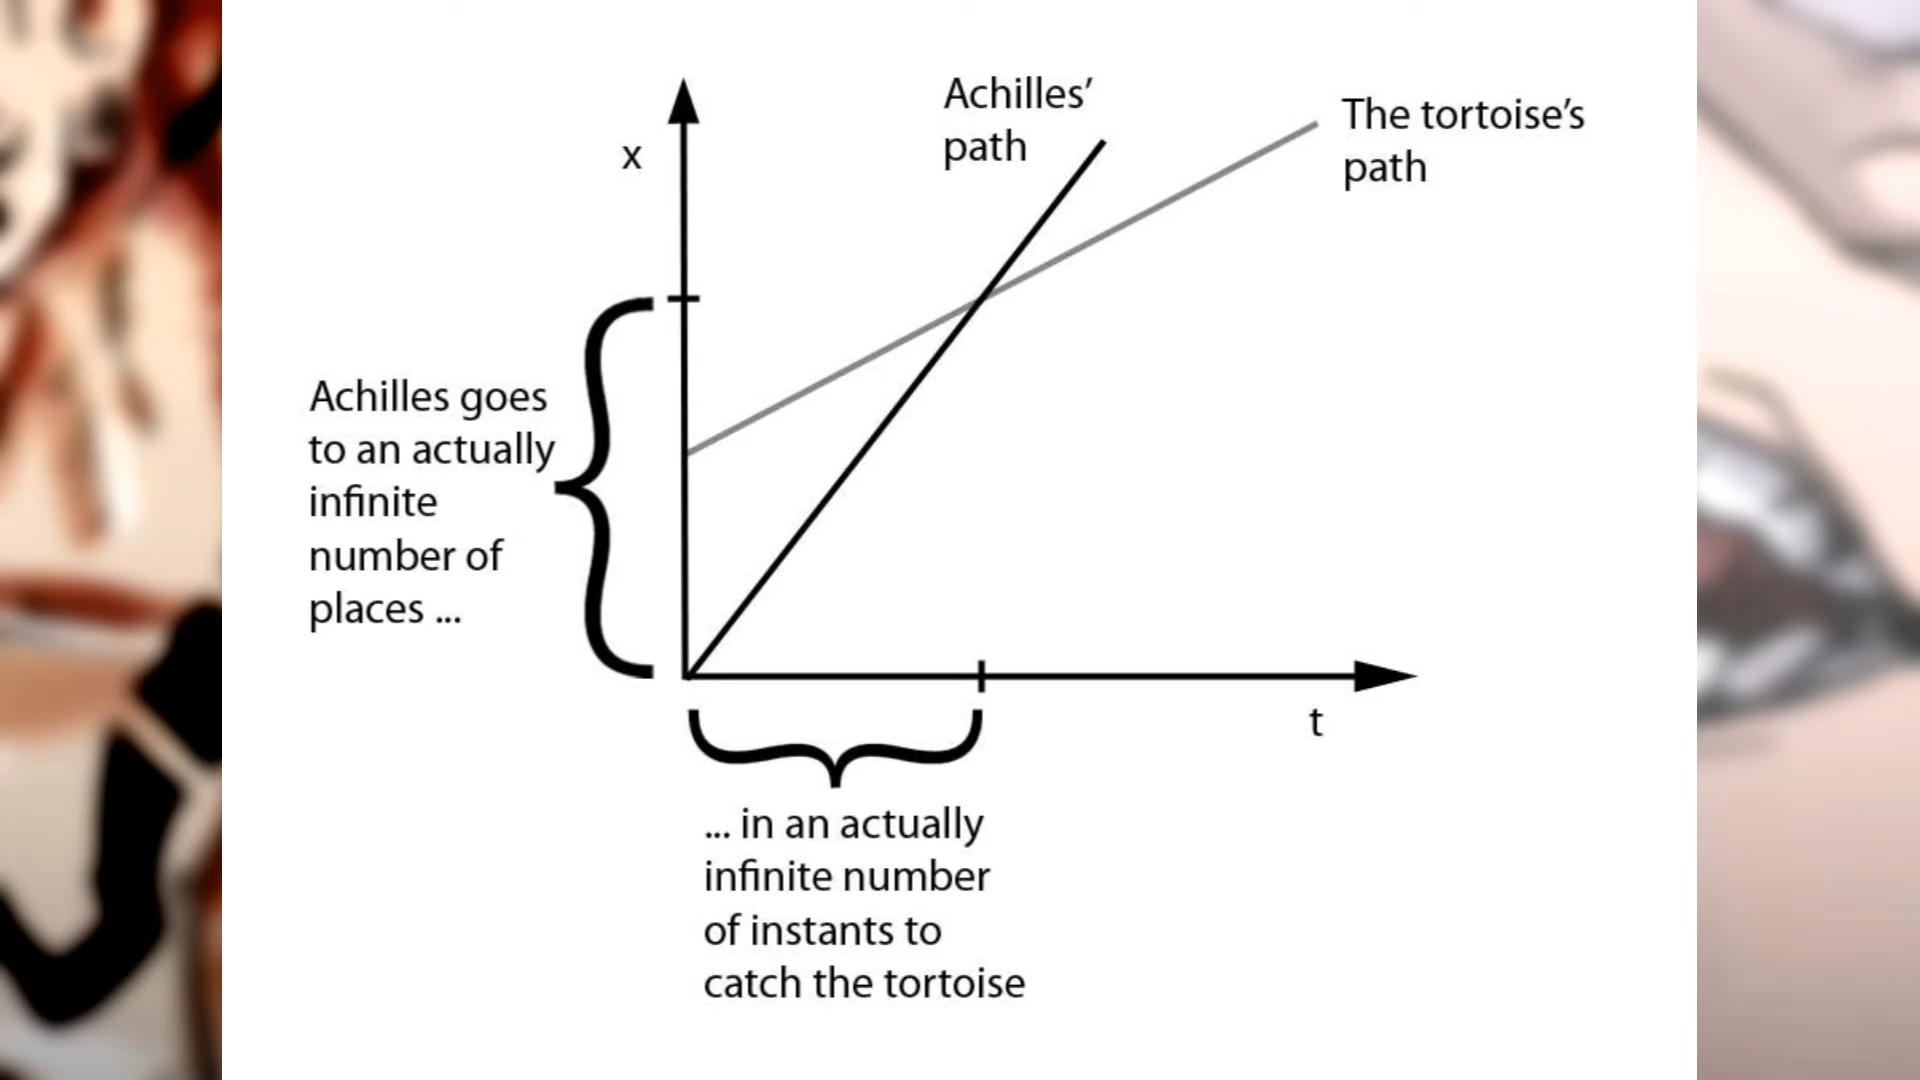 Achilles’
path
The tortoise’s
path
x
Achilles goes
to an actually
infinite
number of
places ...
t
... in an actually
infinite number
of instants to
catch the tortoise